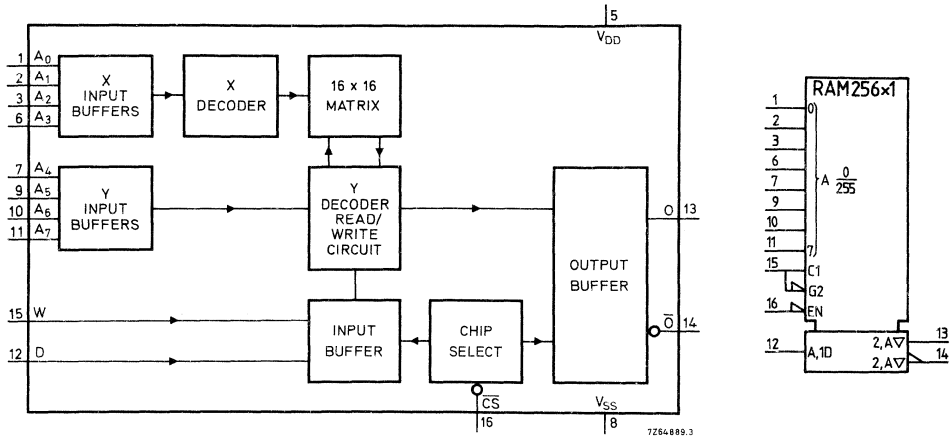 5
V_DD
1 A₀
2 A₁
3 A₂
6 A₃
X
INPUT
BUFFERS
X
DECODER
16 x 16
MATRIX
7 A₄
9 A₅
10 A₆
11 A₇
Y
INPUT
BUFFERS
Y
DECODER
READ/
WRITE
CIRCUIT
OUTPUT
BUFFER
O 13
O̅ 14
15 W
12 D
INPUT
BUFFER
CHIP
SELECT
C̅S̅
16
V_SS
8
7Z64889.3
RAM256x1
1 0
2
3
6
7
9
10
11 7
A 0/255
15 C1
G2
16 EN
12 A,1D
2,A▽ 13
2,A▽ 14